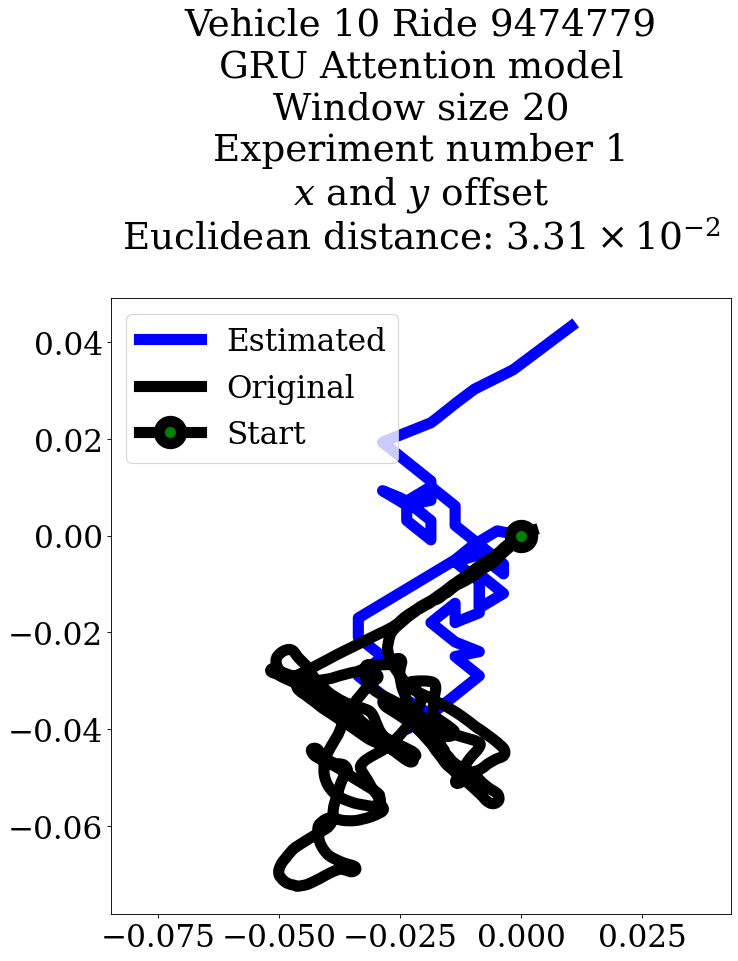 Vehicle 10 Ride 9474779
GRU Attention model
Window size 20
Experiment number 1
x and y offset
Euclidean distance: 3.31 × 10⁻²
Estimated
Original
Start
0.04
0.02
0.00
−0.02
−0.04
−0.06
−0.075 −0.050 −0.025 0.000 0.025